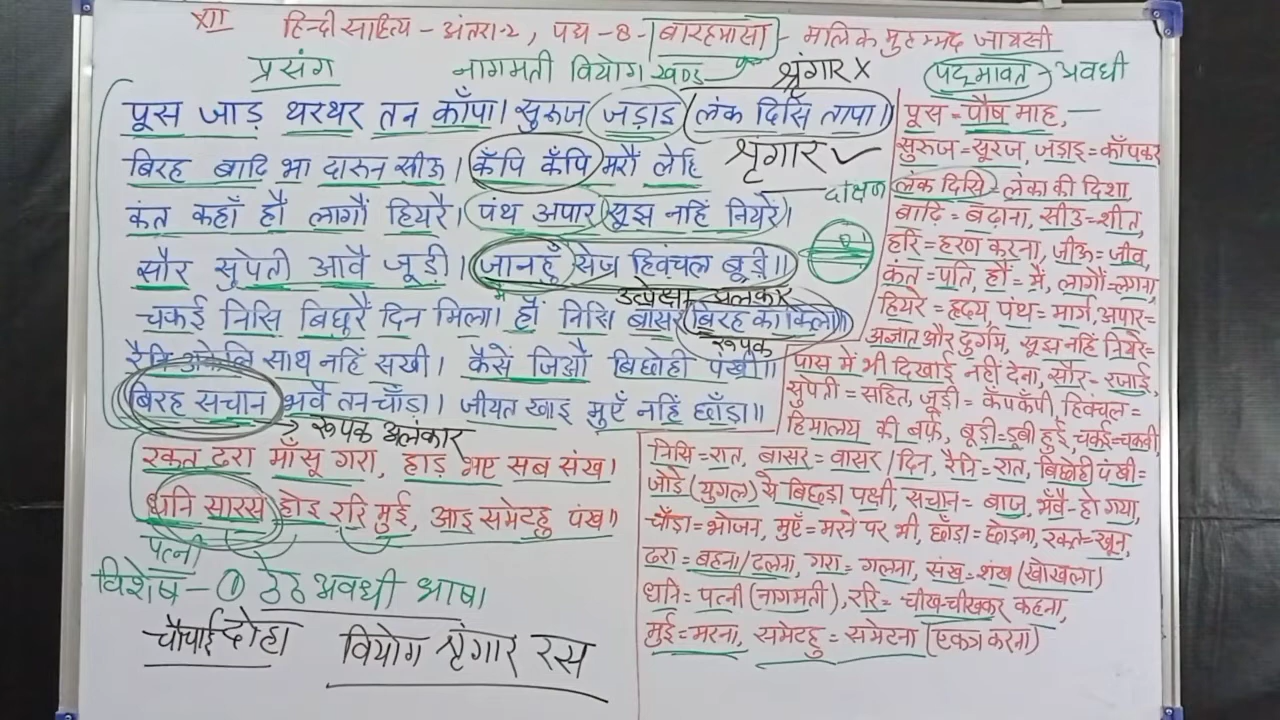 XII हिन्दी साहित्य - अंतरा-२, पद्य -8- बारहमासा - मलिक मुहम्मद जायसी
प्रसंग नागमती वियोग खण्ड श्रृंगार X पद्मावत - अवधी
पूस जाड़ थरथर तन काँपा। सुरुज जड़ाइ लंक दिसि तापा॥
बिरह बाढि भा दारुन सीऊ। कँपि कँपि मरौं लेहि
श्रृंगार ✓
कंत कहाँ हौं लागौं हियरै। पंथ अपार सूझ नहिं नियरें।
दक्षिण
सौर सुपेती आवै जूड़ी। जानहुँ सेज हिवंचल बूड़ी॥
उत्प्रेक्षा अलंकार
चकई निसि बिछुरैं दिन मिला। हौं निसि बासर बिरह कोकिला॥
में
रूपक
रैनि अकेलि साथ नहिं सखी। कैसें जिऔं बिछोही पंखी॥
बिरह सचान भँवै तन चाँड़ा। जीयत खाइ मुएँ नहिं छाँड़ा॥
रूपक अलंकार
रकत ढरा माँसू गरा, हाड़ भए सब संख।
धनि सारस होइ ररि मुई, आइ समेटहु पंख॥
पत्नी
विशेष - ① ठेठ अवधी भाषा
चौपाई दोहा वियोग श्रृंगार रस
पूस = पौष माह, —
सुरुज = सूरज, जड़ाइ = काँपकर
लंक दिसि = लंका की दिशा,
बाढि = बढ़ाना, सीउ = शीत,
हरि = हरण करना, जीऊ = जीव,
कंत = पति, हौं = मैं, लागौं = लगना,
हियरे = हृदय, पंथ = मार्ग, अपार =
अज्ञात और दुर्गम, सूझ नहिं नियरे =
पास में भी दिखाई नहीं देना, सौर = रजाई,
सुपेती = सहित, जूड़ी = कँपकँपी, हिवंचल =
हिमालय की बर्फ, बूड़ी = डूबी हुई, चकई = चकवी,
निसि = रात, बासर = वासर / दिन, रैनि = रात, बिछोही पंखी =
जोड़े (युगल) से बिछड़ा पक्षी, सचान = बाज, भँवै - हो गया,
चाँड़ा = भोजन, मुएँ = मरने पर भी, छाँड़ा = छोड़ना, रकत = खून,
ढरा = बहना / ढलना, गरा = गलना, संख = शंख (खोखला)
धनि = पत्नी (नागमती), ररि = चीख-चीखकर कहना,
मुई = मरना, समेटहु = समेटना (एकत्र करना)